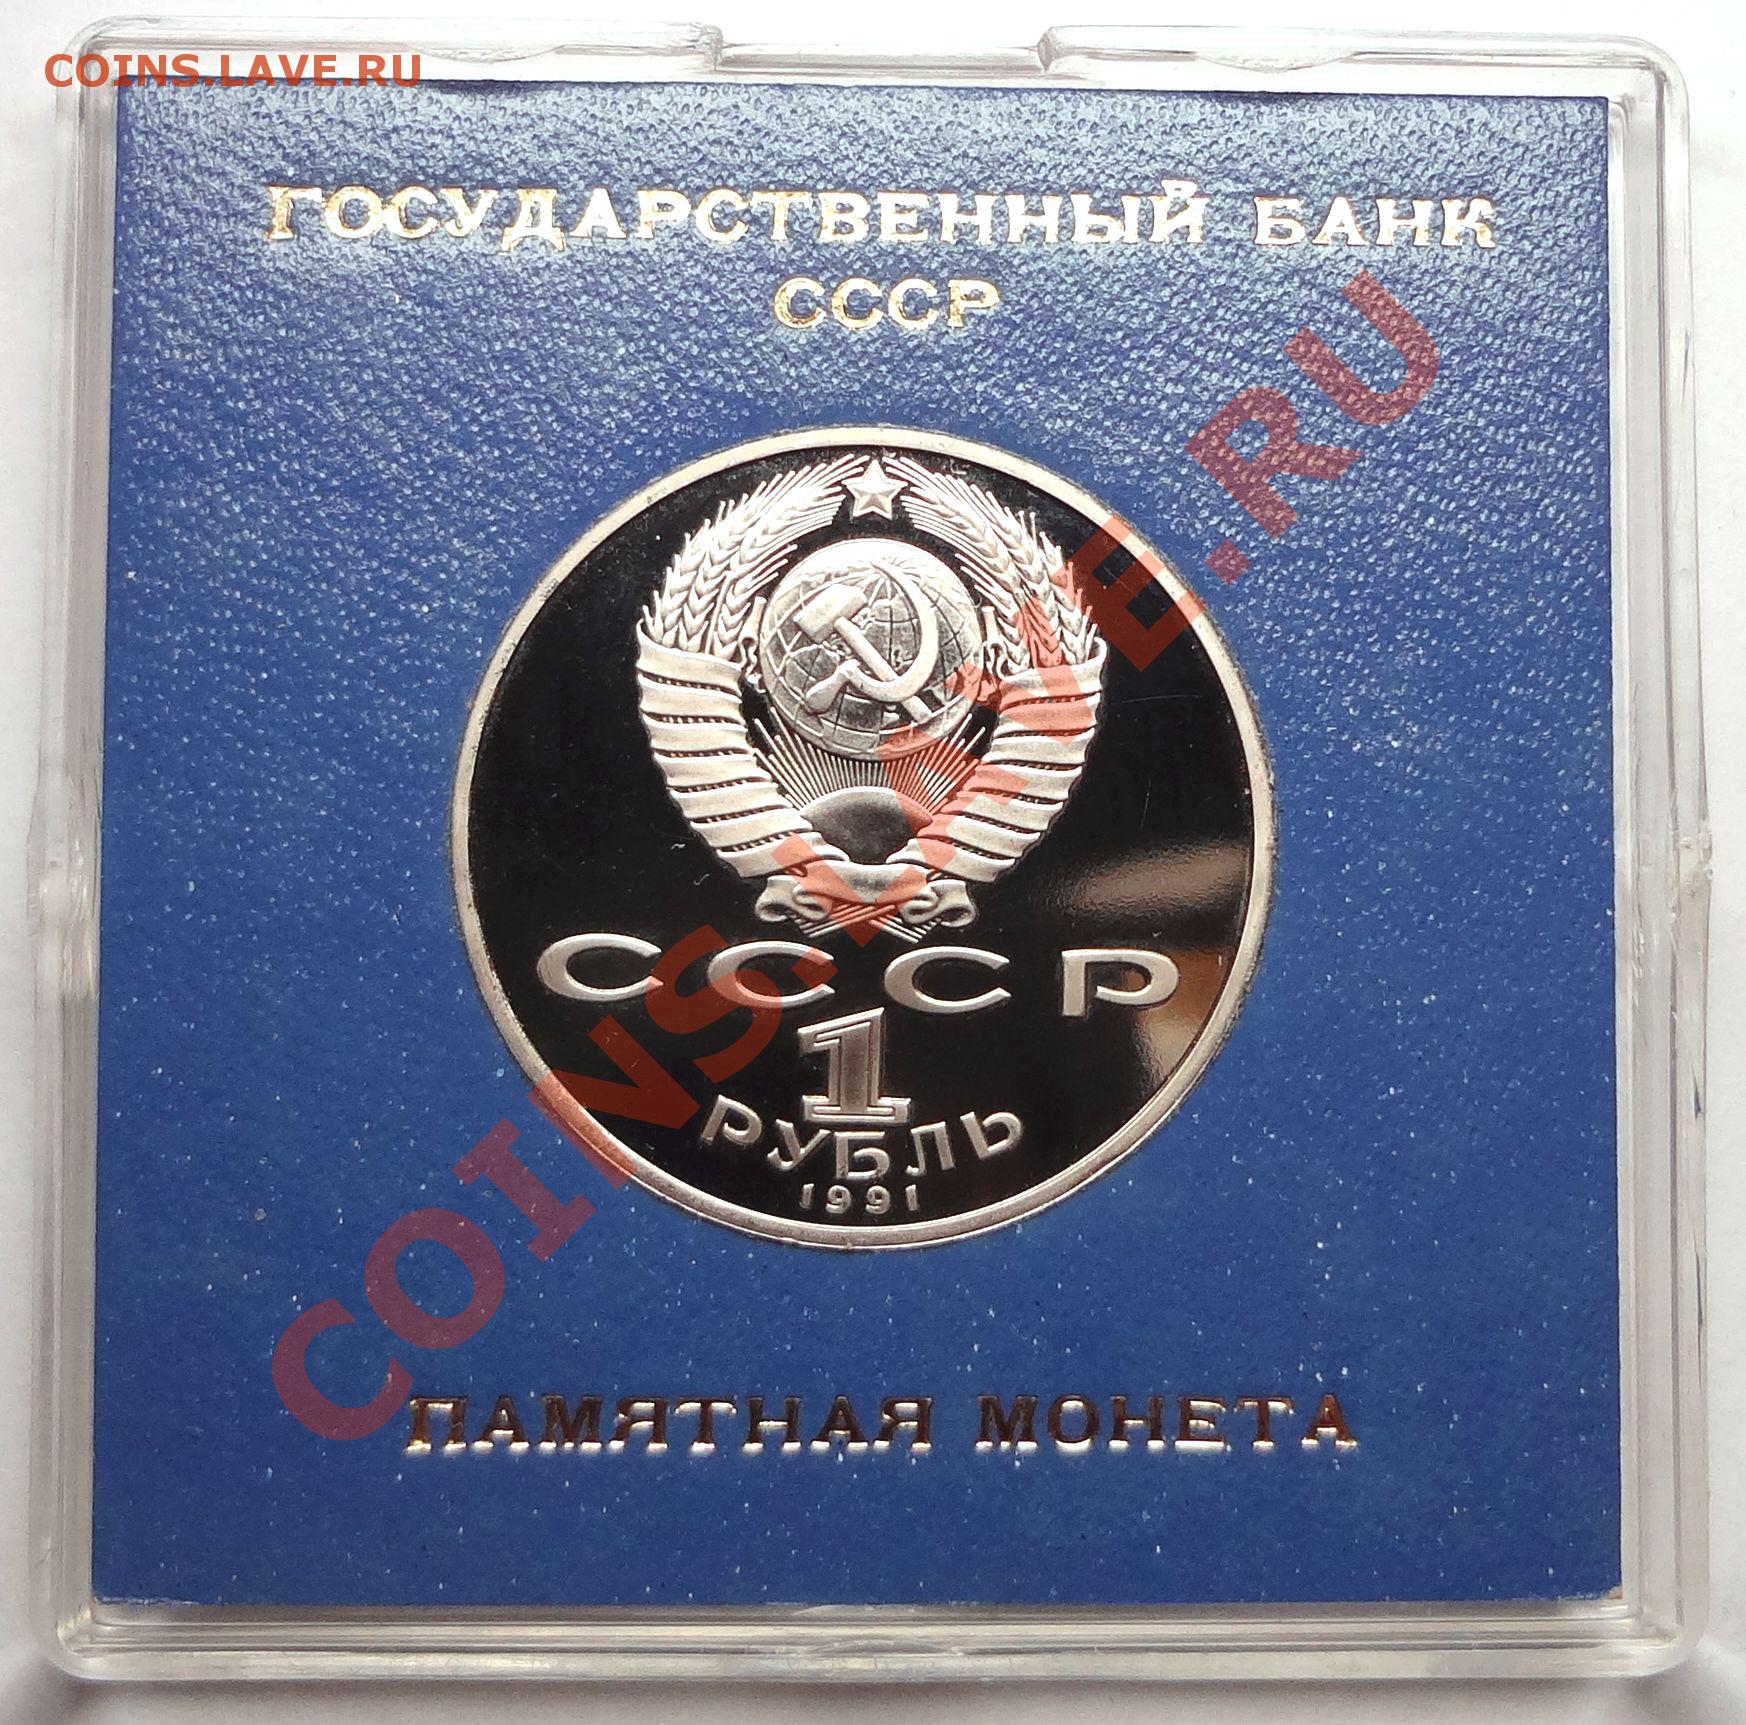 COINS.LAVE.RU
ГОСУДАРСТВЕННЫЙ БАНК
СССР
COINS.LAVE.RU
СССР
1
РУБЛЬ
1991
ПАМЯТНАЯ МОНЕТА